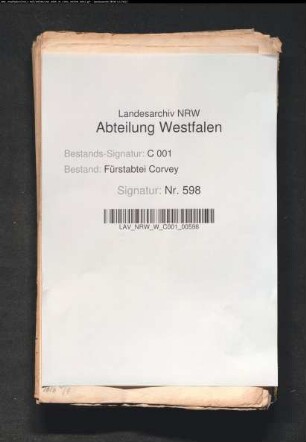 Landesarchiv NRW
Abteilung Westfalen
Bestands-Signatur: C 001
Bestand: Fürstabtei Corvey
Signatur: Nr. 598
LAV_NRW_W_C001_00598